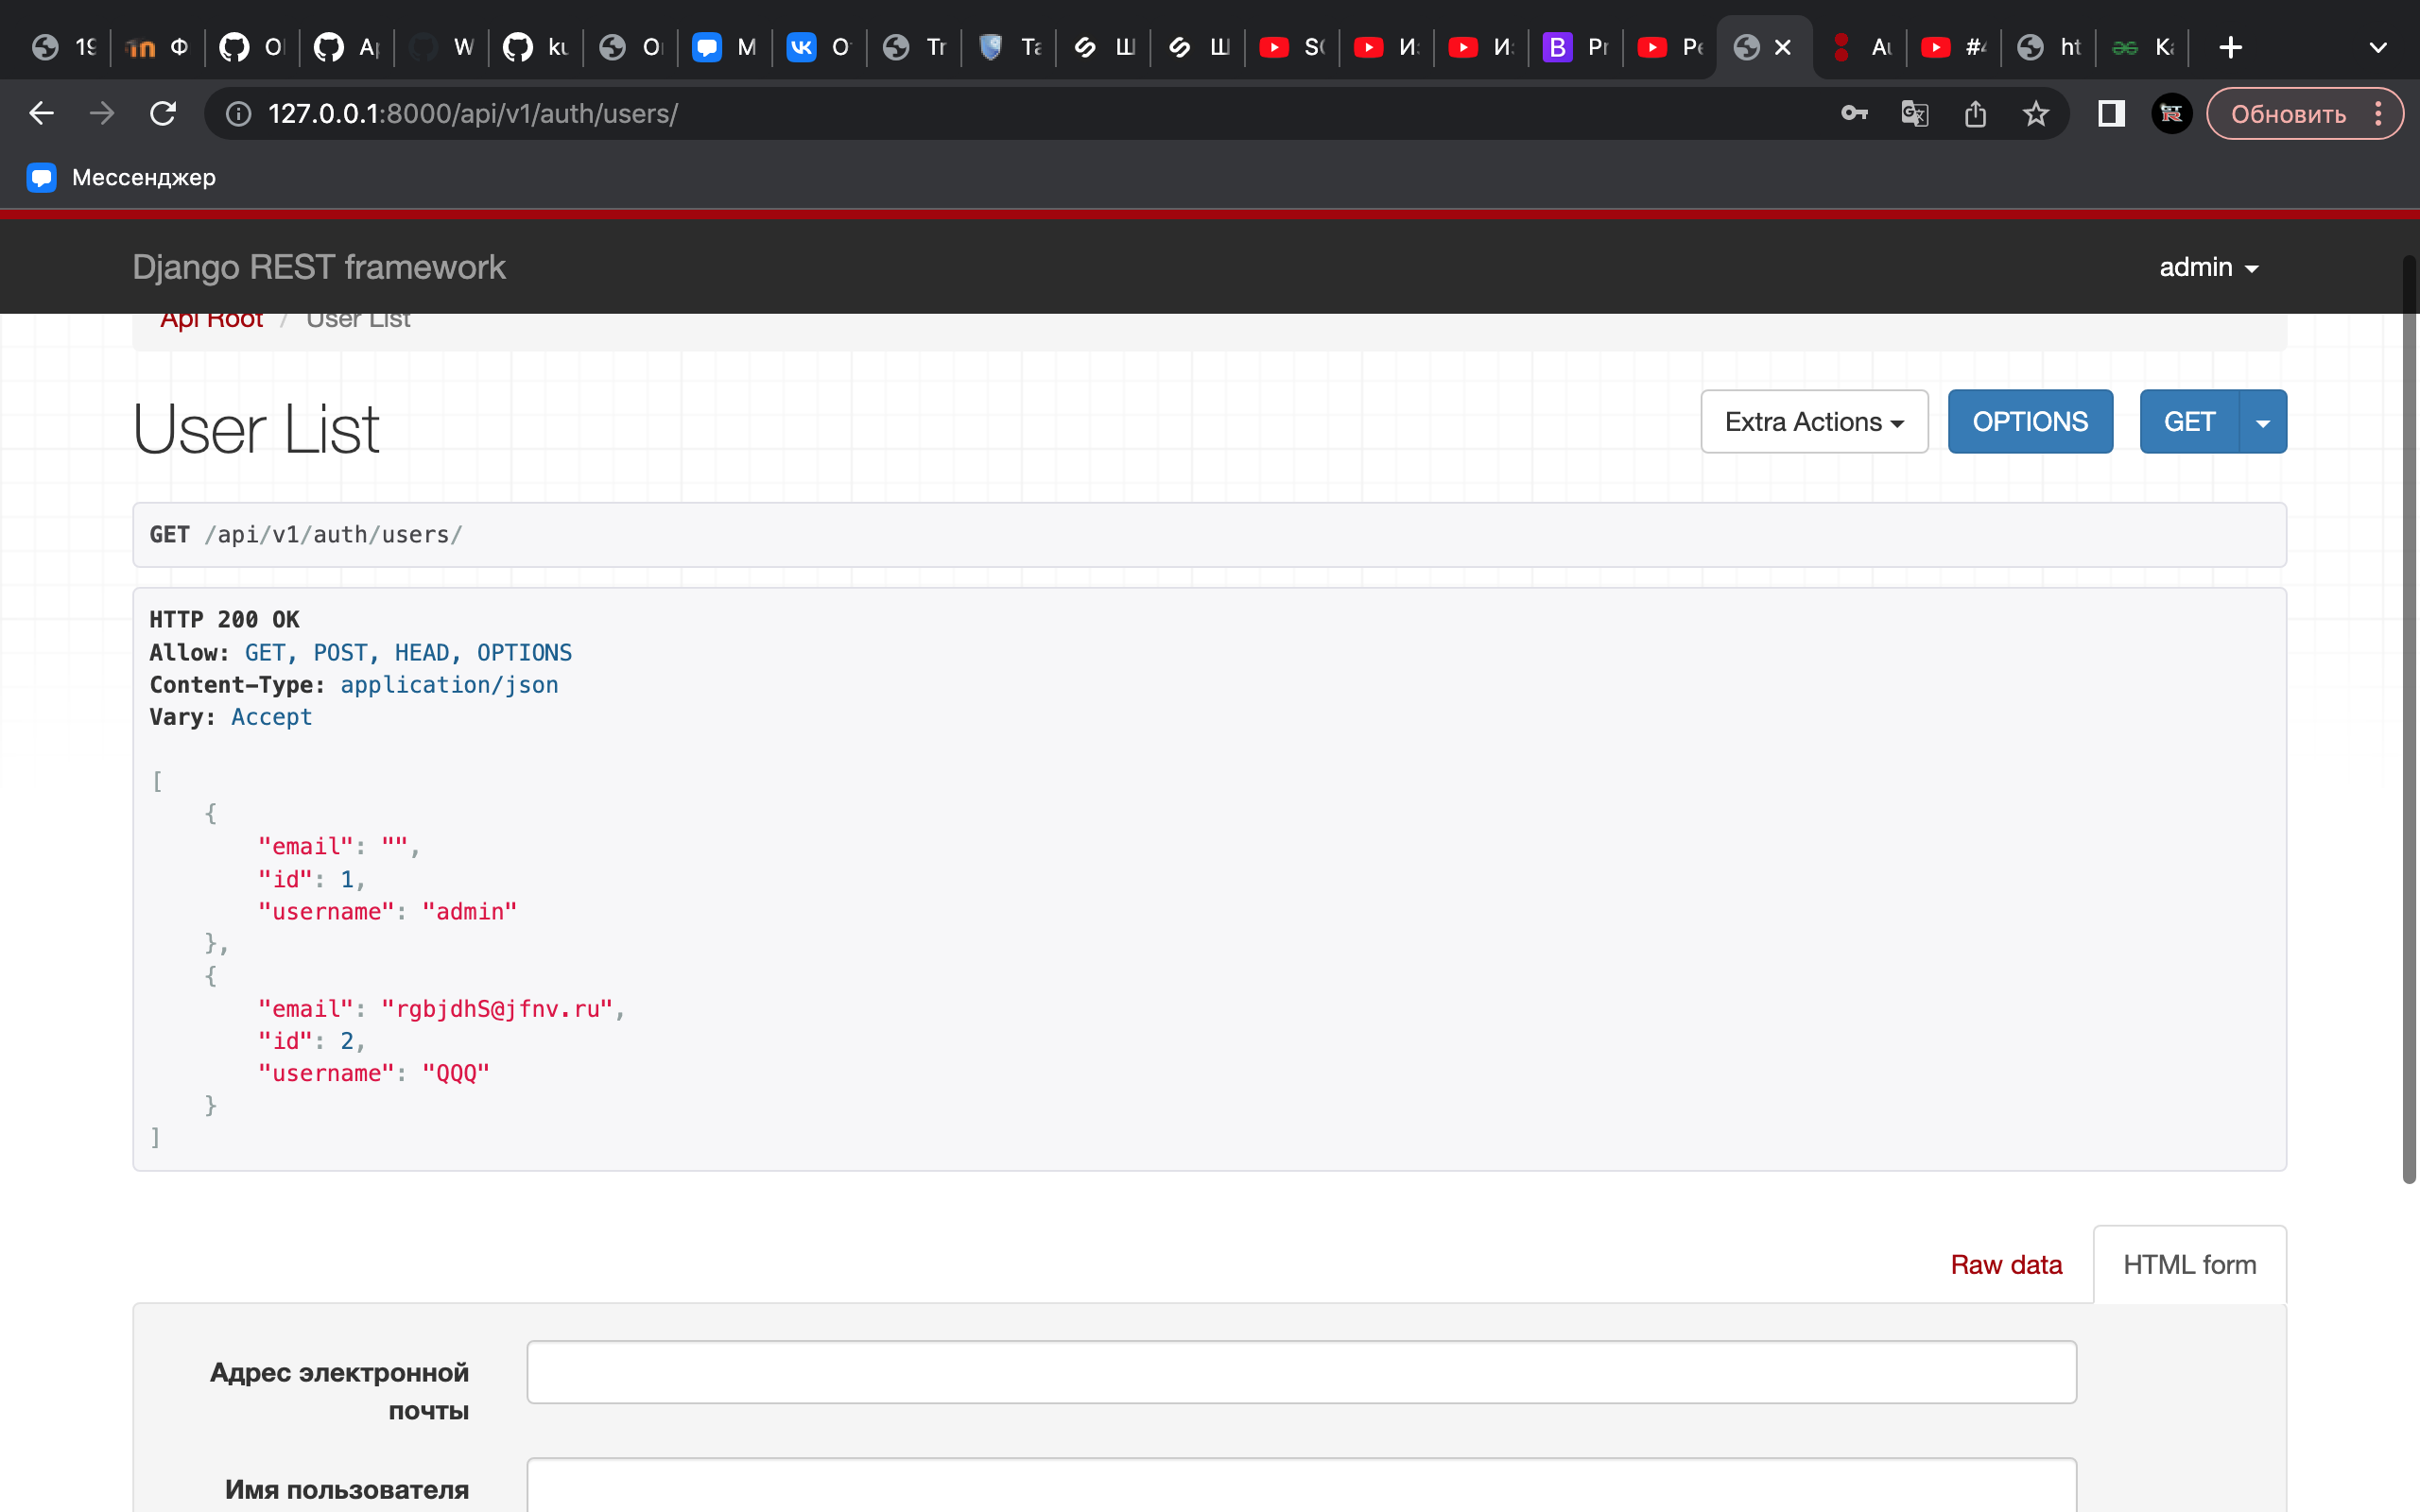 19 Ф O A W ku O M O Tr Ta Ш Ш S И И B Pr Pe Au #4 ht Ka
127.0.0.1:8000/api/v1/auth/users/
Обновить
Мессенджер
Django REST framework
admin
Api Root / User List
User List
Extra Actions
OPTIONS
GET
GET /api/v1/auth/users/
HTTP 200 OK
Allow: GET, POST, HEAD, OPTIONS
Content-Type: application/json
Vary: Accept
[
{
"email": "",
"id": 1,
"username": "admin"
},
{
"email": "rgbjdhS@jfnv.ru",
"id": 2,
"username": "QQQ"
}
]
Raw data
HTML form
Адрес электронной
почты
Имя пользователя